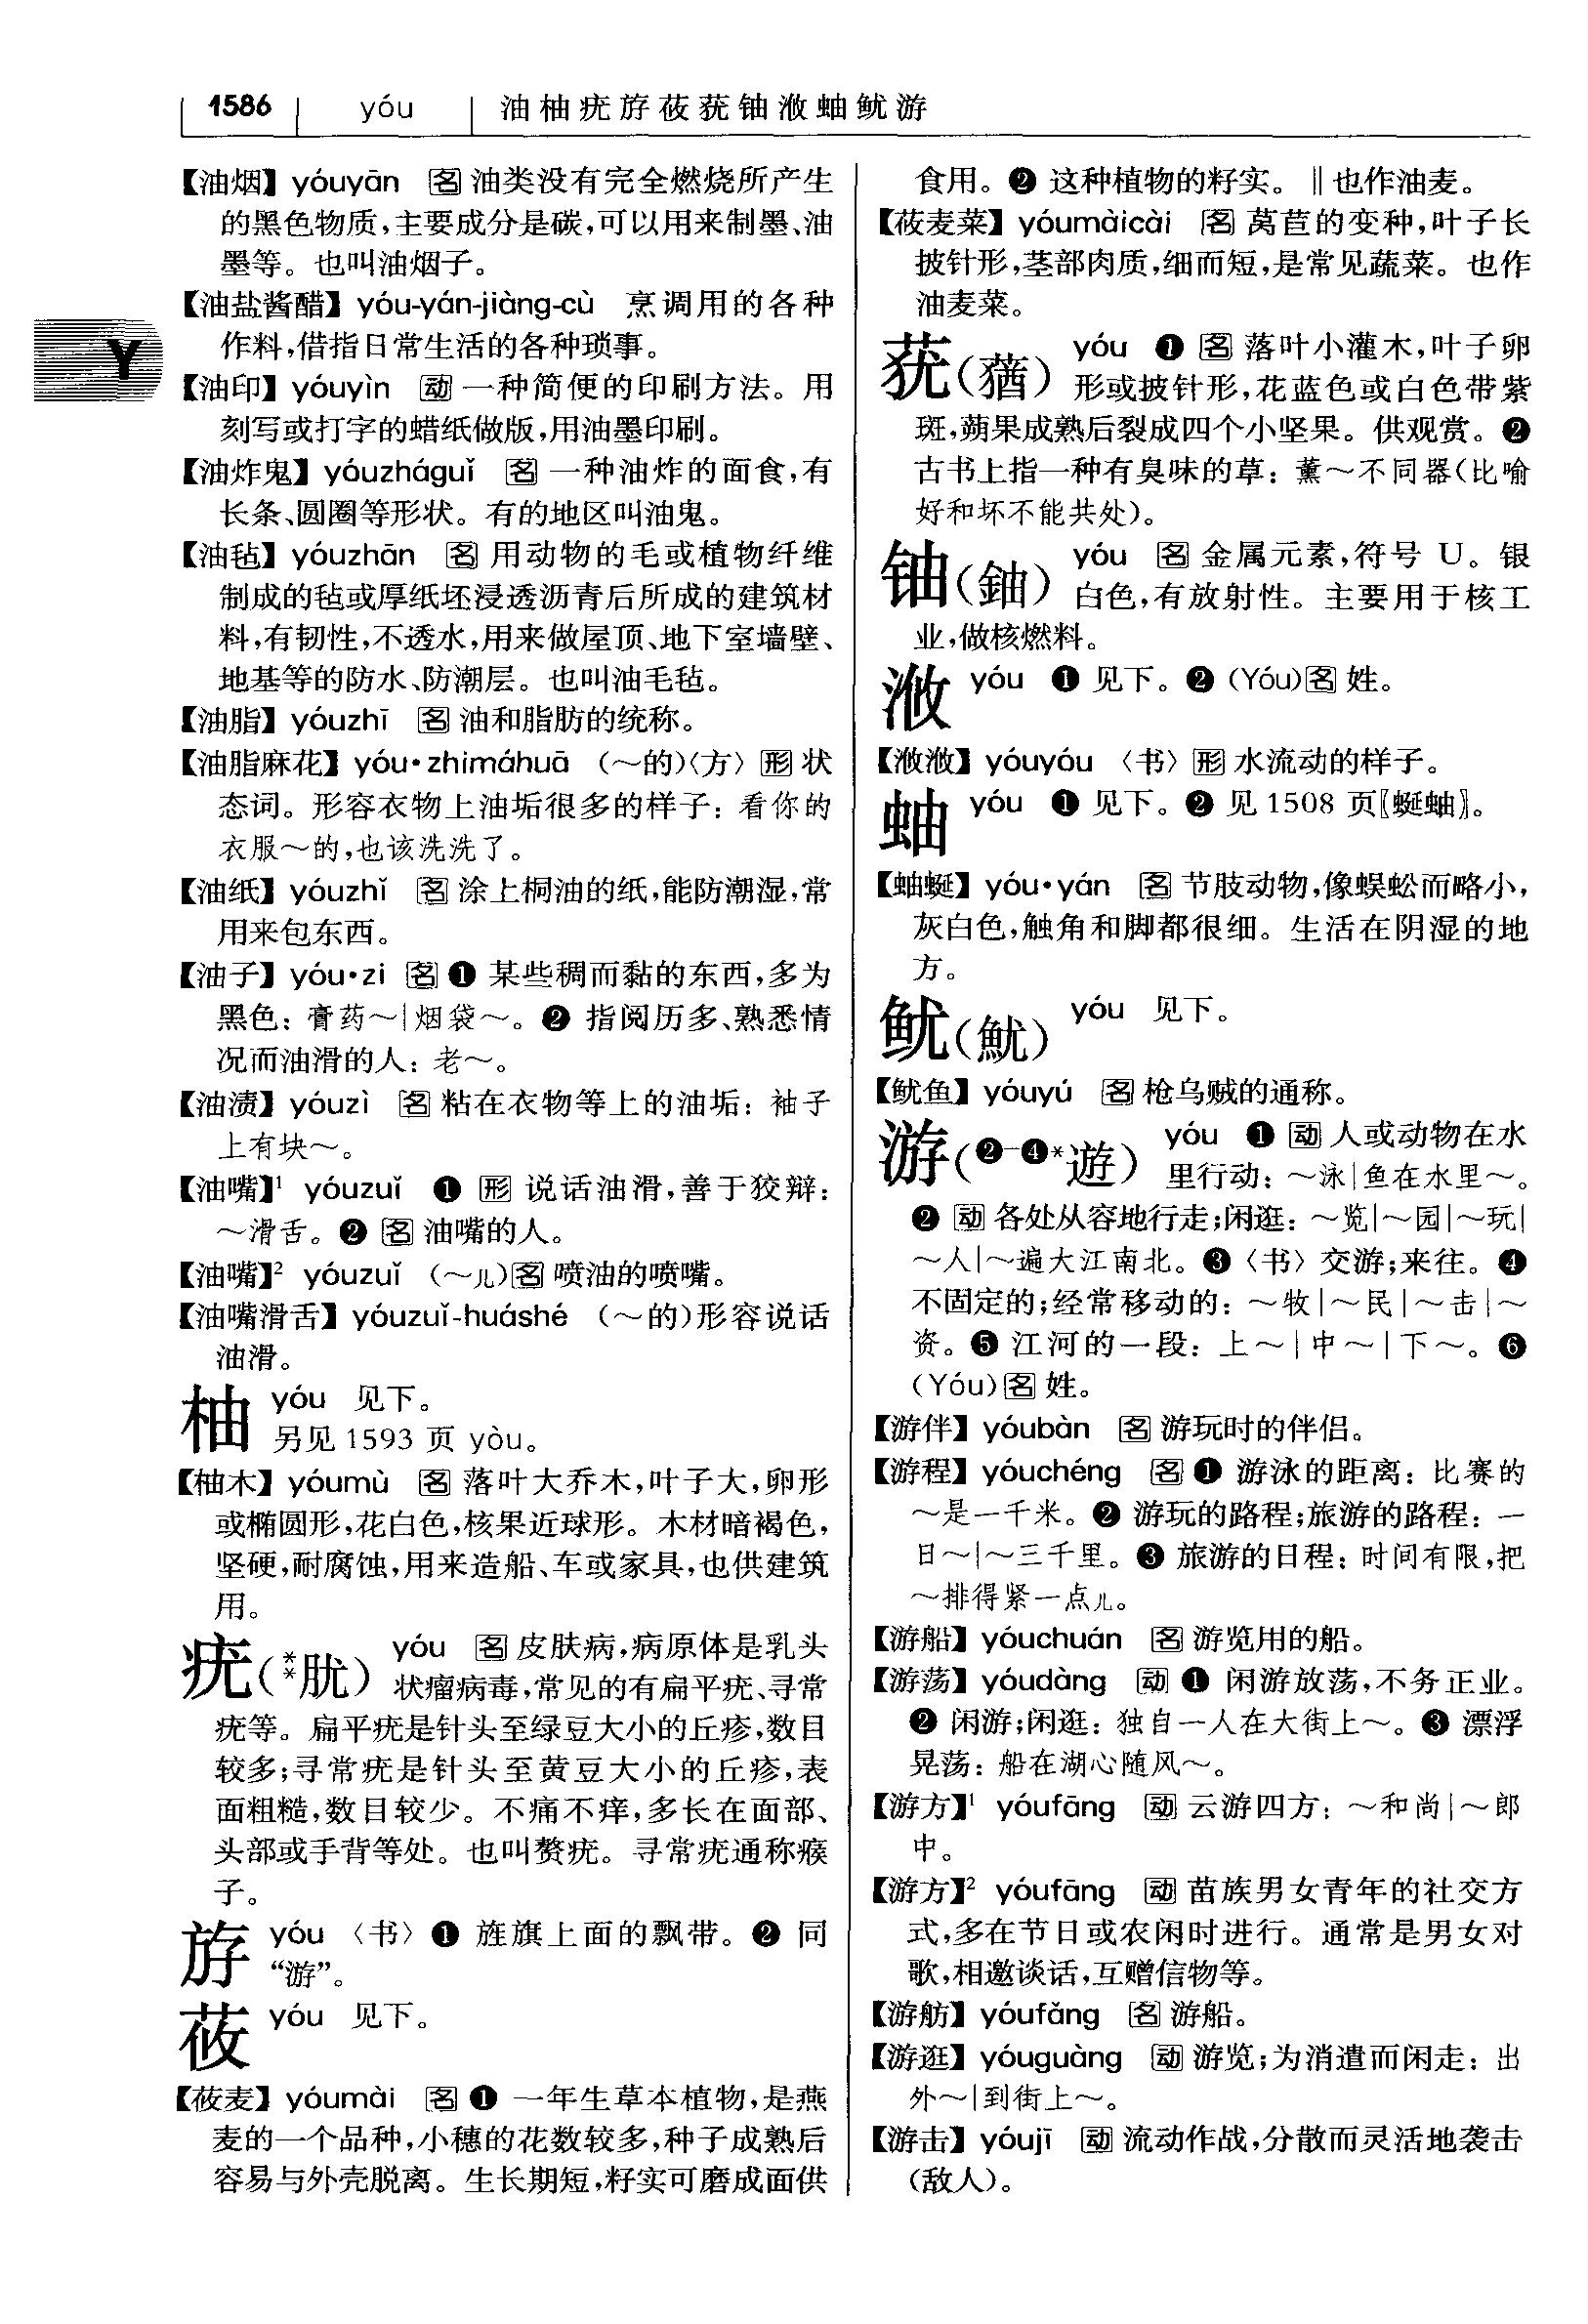 1586 yóu 油柚疣斿莜莸铀浟蚰鱿游
【油烟】yóuyān 名 油类没有完全燃烧所产生
的黑色物质,主要成分是碳,可以用来制墨、油
墨等。也叫油烟子。
【油盐酱醋】yóu-yán-jiàng-cù 烹调用的各种
作料,借指日常生活的各种琐事。
【油印】yóuyìn 动 一种简便的印刷方法。用
刻写或打字的蜡纸做版,用油墨印刷。
【油炸鬼】yóuzháguǐ 名 一种油炸的面食,有
长条、圆圈等形状。有的地区叫油鬼。
【油毡】yóuzhān 名 用动物的毛或植物纤维
制成的毡或厚纸坯浸透沥青后所成的建筑材
料,有韧性,不透水,用来做屋顶、地下室墙壁、
地基等的防水、防潮层。也叫油毛毡。
【油脂】yóuzhī 名 油和脂肪的统称。
【油脂麻花】yóu•zhimáhuā (～的)〈方〉形 状
态词。形容衣物上油垢很多的样子: 看你的
衣服～的,也该洗洗了。
【油纸】yóuzhǐ 名 涂上桐油的纸,能防潮湿,常
用来包东西。
【油子】yóu•zi 名 ❶ 某些稠而黏的东西,多为
黑色: 膏药～|烟袋～。❷ 指阅历多、熟悉情
况而油滑的人: 老～。
【油渍】yóuzì 名 粘在衣物等上的油垢: 袖子
上有块～。
【油嘴】¹ yóuzuǐ ❶ 形 说话油滑,善于狡辩:
～滑舌。❷ 名 油嘴的人。
【油嘴】² yóuzuǐ (～儿)名 喷油的喷嘴。
【油嘴滑舌】yóuzuǐ-huáshé (～的)形容说话
油滑。
柚 yóu 见下。
另见 1593 页 yòu。
【柚木】yóumù 名 落叶大乔木,叶子大,卵形
或椭圆形,花白色,核果近球形。木材暗褐色,
坚硬,耐腐蚀,用来造船、车或家具,也供建筑
用。
疣(**肬) yóu 名 皮肤病,病原体是乳头
状瘤病毒,常见的有扁平疣、寻常
疣等。扁平疣是针头至绿豆大小的丘疹,数目
较多;寻常疣是针头至黄豆大小的丘疹,表
面粗糙,数目较少。不痛不痒,多长在面部、
头部或手背等处。也叫赘疣。寻常疣通称瘊
子。
斿 yóu 〈书〉❶ 旌旗上面的飘带。❷ 同
“游”。
莜 yóu 见下。
【莜麦】yóumài 名 ❶ 一年生草本植物,是燕
麦的一个品种,小穗的花数较多,种子成熟后
容易与外壳脱离。生长期短,籽实可磨成面供
食用。❷ 这种植物的籽实。‖也作油麦。
【莜麦菜】yóumàicài 名 莴苣的变种,叶子长
披针形,茎部肉质,细而短,是常见蔬菜。也作
油麦菜。
莸(蕕) yóu ❶ 名 落叶小灌木,叶子卵
形或披针形,花蓝色或白色带紫
斑,蒴果成熟后裂成四个小坚果。供观赏。❷
古书上指一种有臭味的草: 薰～不同器(比喻
好和坏不能共处)。
铀(鈾) yóu 名 金属元素,符号 U。银
白色,有放射性。主要用于核工
业,做核燃料。
浟 yóu ❶ 见下。❷ (Yóu)名 姓。
【浟浟】yóuyóu 〈书〉形 水流动的样子。
蚰 yóu ❶ 见下。❷ 见 1508 页〖蜒蚰〗。
【蚰蜒】yóu•yán 名 节肢动物,像蜈蚣而略小,
灰白色,触角和脚都很细。生活在阴湿的地
方。
鱿(魷) yóu 见下。
【鱿鱼】yóuyú 名 枪乌贼的通称。
游(❷-❹*遊) yóu ❶ 动 人或动物在水
里行动: ～泳|鱼在水里～。
❷ 动 各处从容地行走;闲逛: ～览|～园|～玩|
～人|～遍大江南北。❸〈书〉交游;来往。❹
不固定的;经常移动的: ～牧|～民|～击|～
资。❺ 江河的一段: 上～|中～|下～。❻
(Yóu)名 姓。
【游伴】yóubàn 名 游玩时的伴侣。
【游程】yóuchéng 名 ❶ 游泳的距离: 比赛的
～是一千米。❷ 游玩的路程;旅游的路程: 一
日～|～三千里。❸ 旅游的日程: 时间有限,把
～排得紧一点儿。
【游船】yóuchuán 名 游览用的船。
【游荡】yóudàng 动 ❶ 闲游放荡,不务正业。
❷ 闲游;闲逛: 独自一人在大街上～。❸ 漂浮
晃荡: 船在湖心随风～。
【游方】¹ yóufāng 动 云游四方: ～和尚|～郎
中。
【游方】² yóufāng 动 苗族男女青年的社交方
式,多在节日或农闲时进行。通常是男女对
歌,相邀谈话,互赠信物等。
【游舫】yóufǎng 名 游船。
【游逛】yóuguàng 动 游览;为消遣而闲走: 出
外～|到街上～。
【游击】yóujī 动 流动作战,分散而灵活地袭击
(敌人)。
Y